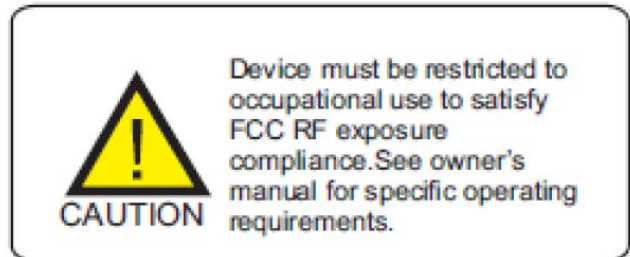 Device must be restricted to
occupational use to satisfy
FCC RF exposure
compliance.See owner's
manual for specific operating
requirements.
!
CAUTION